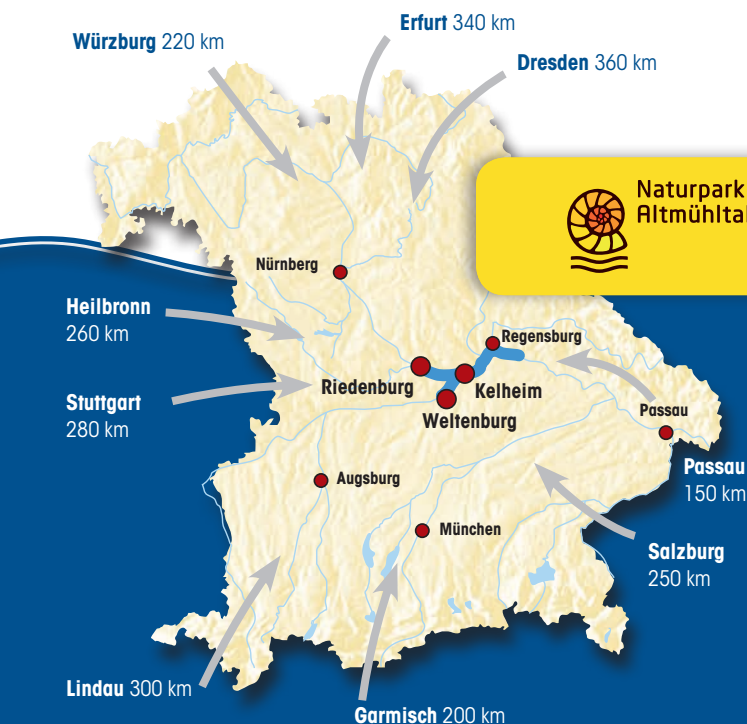 Erfurt 340 km
Würzburg 220 km
Dresden 360 km
Naturpark
Altmühltal
Nürnberg
Heilbronn
260 km
Regensburg
Riedenburg
Kelheim
Stuttgart
280 km
Weltenburg
Passau
Passau
150 km
Augsburg
München
Salzburg
250 km
Lindau 300 km
Garmisch 200 km